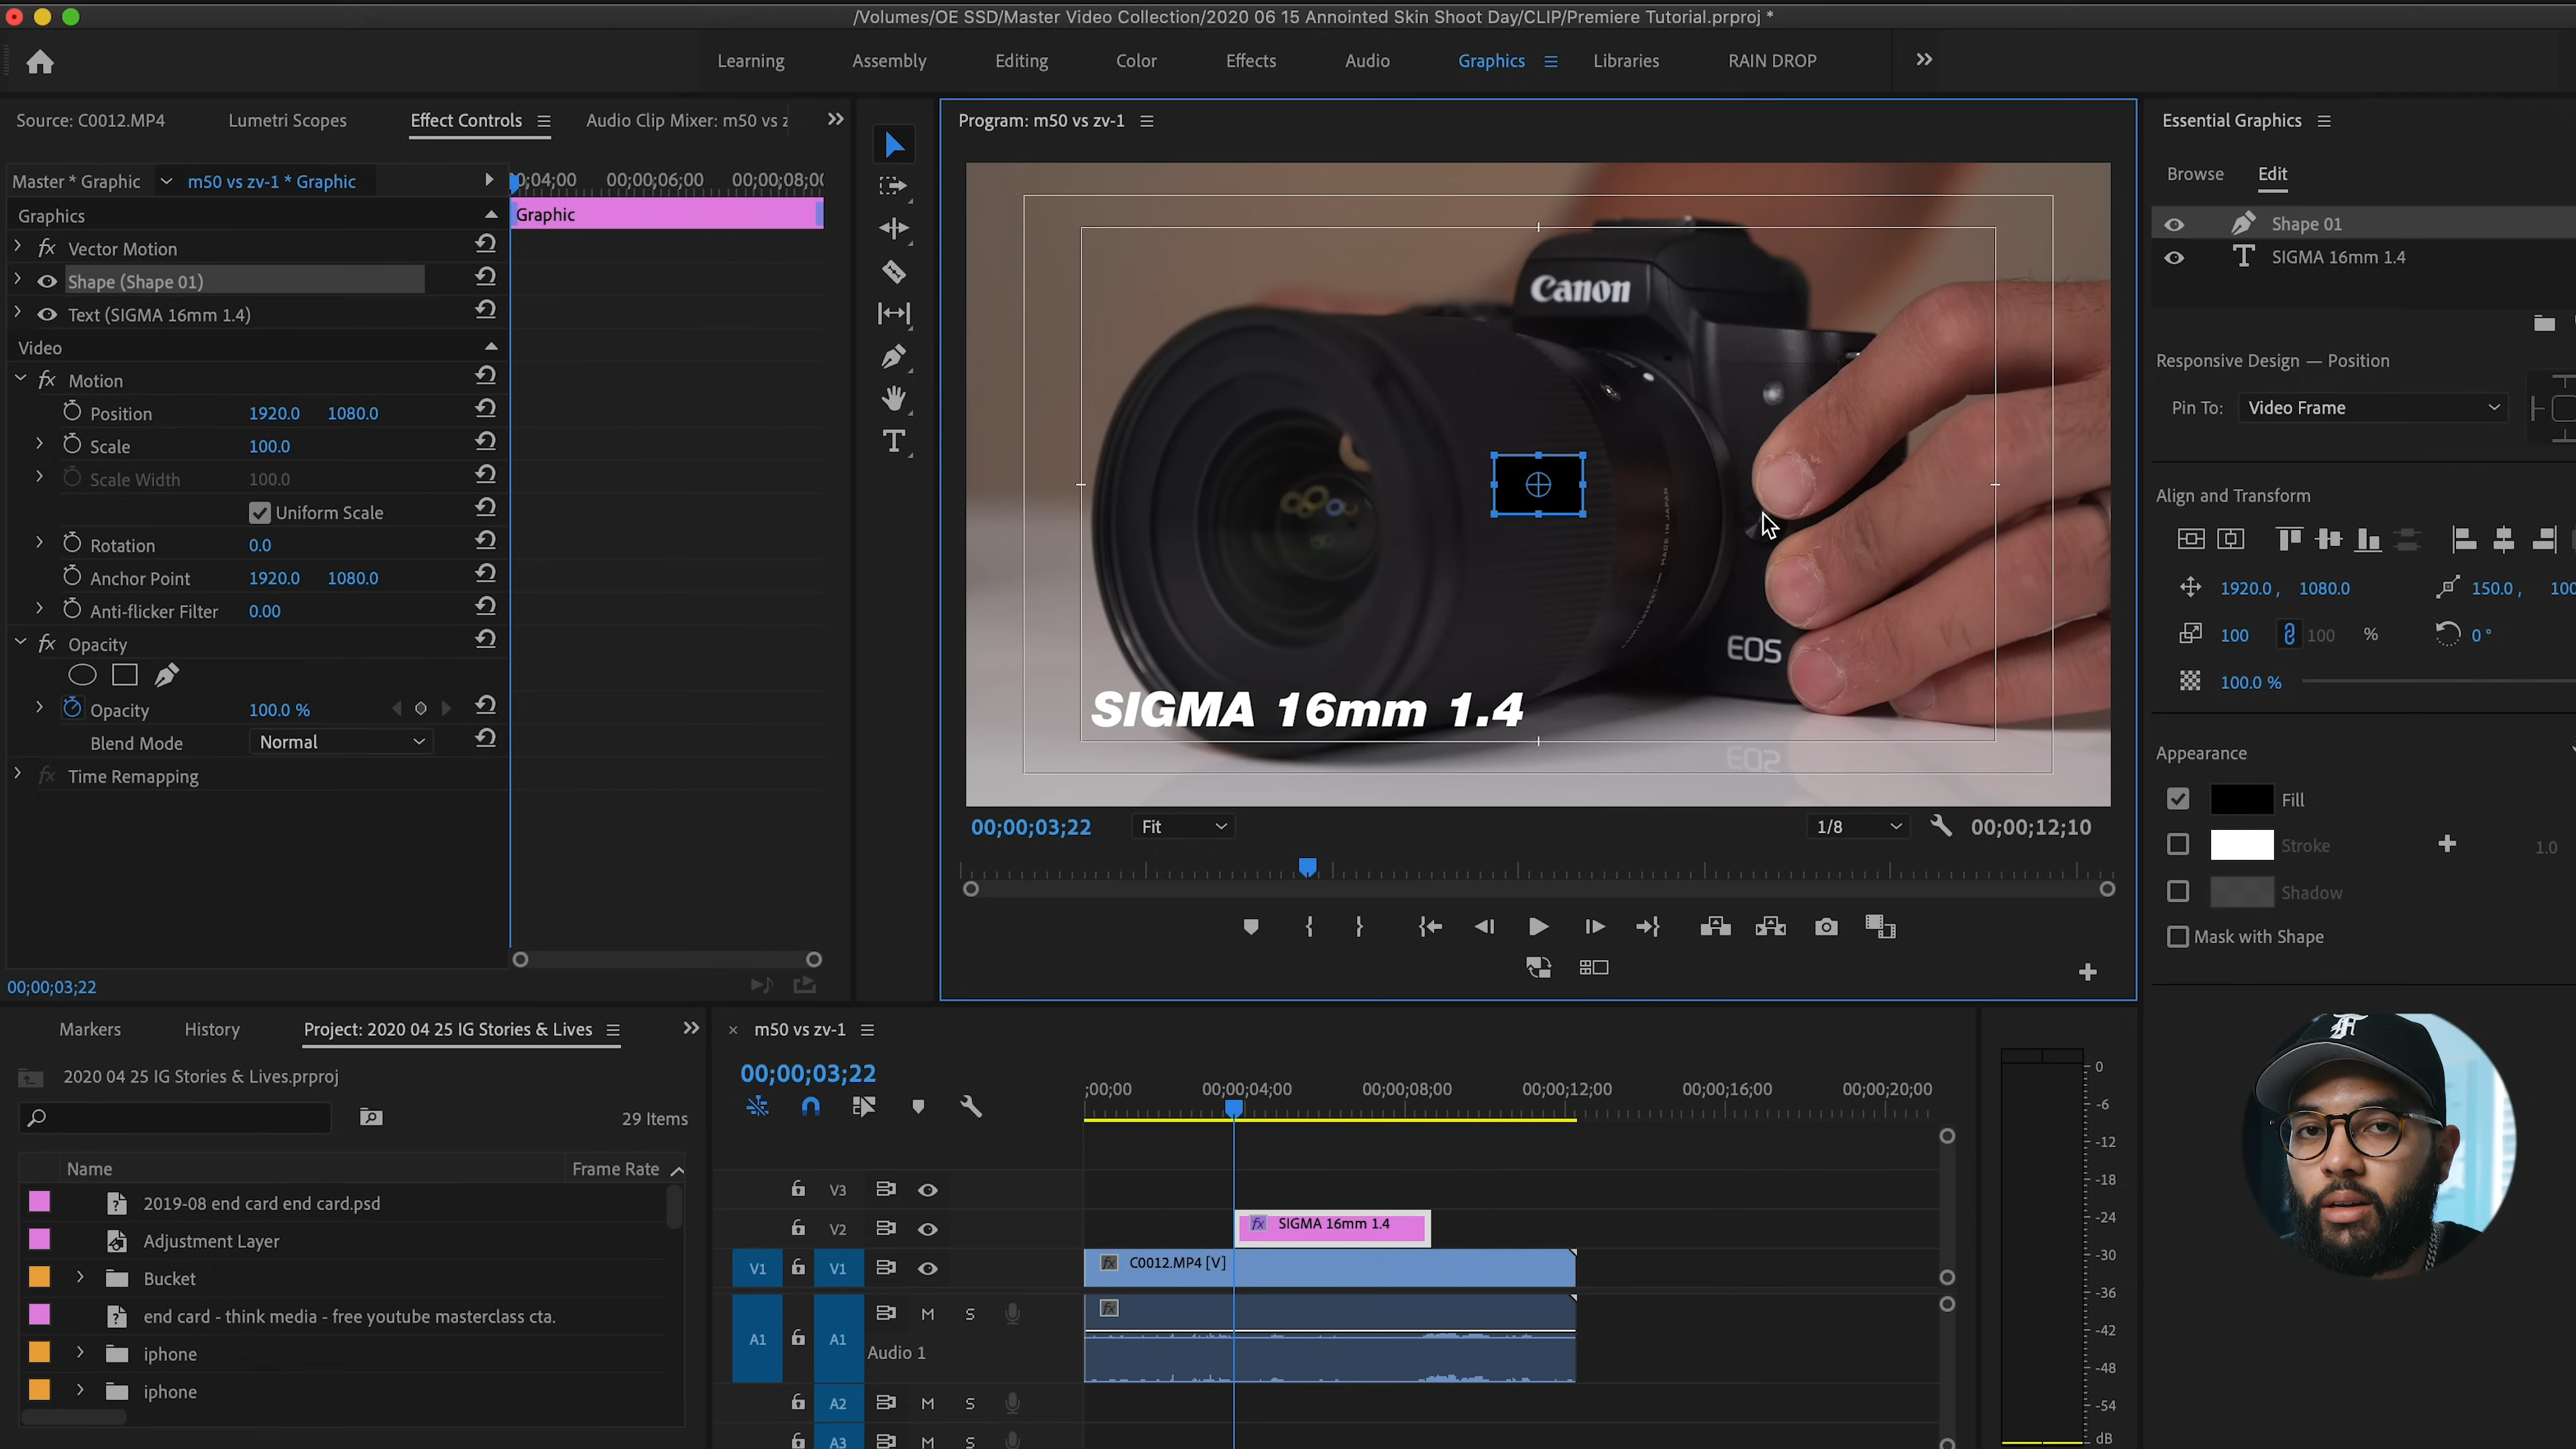 /Volumes/OE SSD/Master Video Collection/2020 06 15 Annointed Skin Shoot Day/CLIP/Premiere Tutorial.prproj *
Learning Assembly Editing Color Effects Audio Graphics Libraries RAIN DROP
Source: C0012.MP4 Lumetri Scopes Effect Controls Audio Clip Mixer: m50 vs z
Master * Graphic m50 vs zv-1 * Graphic
;04;00 00;00;06;00 00;00;08;0
Graphics
Graphic
fx Vector Motion
Shape (Shape 01)
Text (SIGMA 16mm 1.4)
Video
fx Motion
Position 1920.0 1080.0
Scale 100.0
Scale Width 100.0
Uniform Scale
Rotation 0.0
Anchor Point 1920.0 1080.0
Anti-flicker Filter 0.00
fx Opacity
Opacity 100.0 %
Blend Mode Normal
fx Time Remapping
00;00;03;22
Program: m50 vs zv-1
Canon
MADE IN JAPAN
EOS
SIGMA 16mm 1.4
EOS
00;00;03;22 Fit 1/8 00;00;12;10
Essential Graphics
Browse Edit
Shape 01
T SIGMA 16mm 1.4
Responsive Design — Position
Pin To: Video Frame
Align and Transform
1920.0 , 1080.0 150.0 , 100
100 100 % 0 °
100.0 %
Appearance
Fill
Stroke 1.0
Shadow
Mask with Shape
Markers History Project: 2020 04 25 IG Stories & Lives
2020 04 25 IG Stories & Lives.prproj
29 Items
Name Frame Rate
2019-08 end card end card.psd
Adjustment Layer
Bucket
end card - think media - free youtube masterclass cta.
iphone
iphone
× m50 vs zv-1
00;00;03;22
;00;00 00;00;04;00 00;00;08;00 00;00;12;00 00;00;16;00 00;00;20;00
V3
V2 fx SIGMA 16mm 1.4
V1 V1 fx C0012.MP4 [V]
A1 A1 M S fx
Audio 1
A2 M S
A3 M S
0
-6
-12
-18
-24
-30
-36
-42
-48
-54
dB